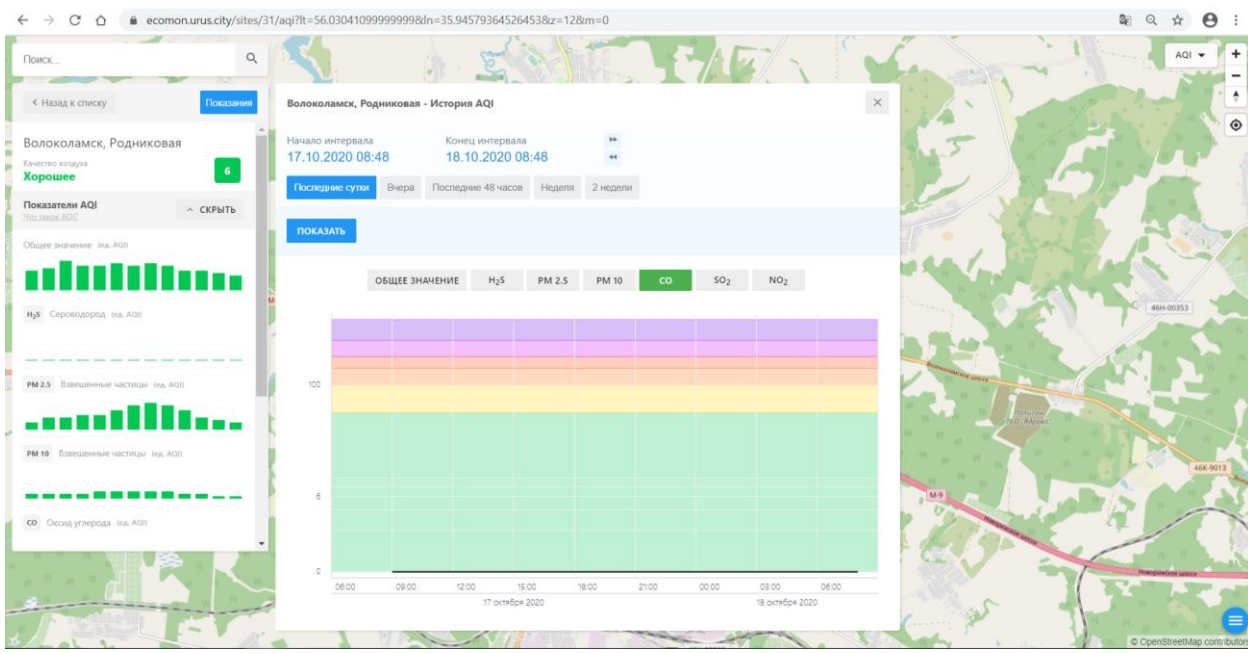 ecomon.urus.city/sites/31/aqi?lt=56.03041099999999&ln=35.94579364526453&z=12&m=0
Поиск...
AQI
Назад к списку
Показания
Волоколамск, Родниковая - История AQI
Волоколамск, Родниковая
Качество воздуха
Хорошее
6
Показатели AQI
Что такое AQI?
СКРЫТЬ
Общее значение (ед. AQI)
H₂S Сероводород (ед. AQI)
PM 2.5 Взвешенные частицы (ед. AQI)
PM 10 Взвешенные частицы (ед. AQI)
CO Оксид углерода (ед. AQI)
Начало интервала
17.10.2020 08:48
Конец интервала
18.10.2020 08:48
Последние сутки Вчера Последние 48 часов Неделя 2 недели
ПОКАЗАТЬ
ОБЩЕЕ ЗНАЧЕНИЕ H₂S PM 2.5 PM 10 CO SO₂ NO₂
100
6
0
06:00 09:00 12:00 15:00 18:00 21:00 00:00 03:00 06:00
17 октября 2020 18 октября 2020
46Н-00353
Волоколамское шоссе
Полигон
46К-9013
М-9
Новорижское шоссе
Новорижское шоссе
© OpenStreetMap contributors